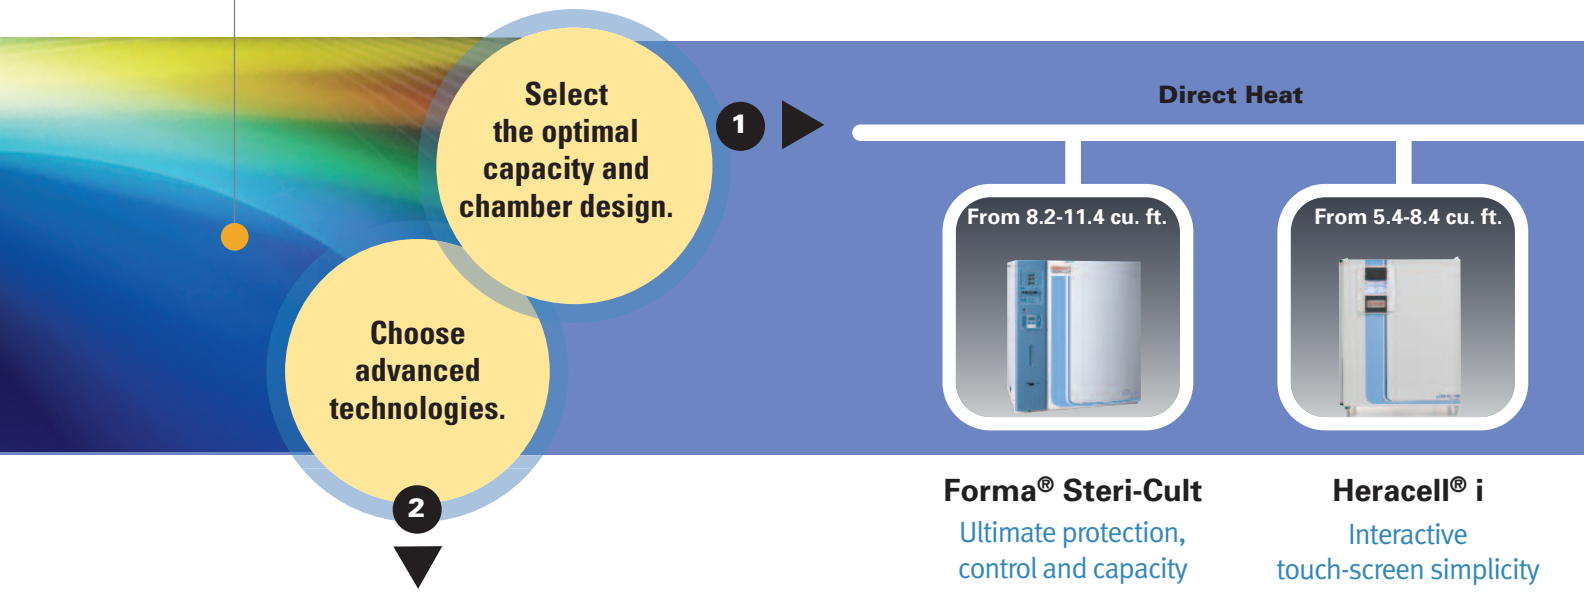 Select
the optimal
capacity and
chamber design.
1
Direct Heat
From 8.2-11.4 cu. ft.
From 5.4-8.4 cu. ft.
Choose
advanced
technologies.
2
Forma® Steri-Cult
Ultimate protection,
control and capacity
Heracell® i
Interactive
touch-screen simplicity